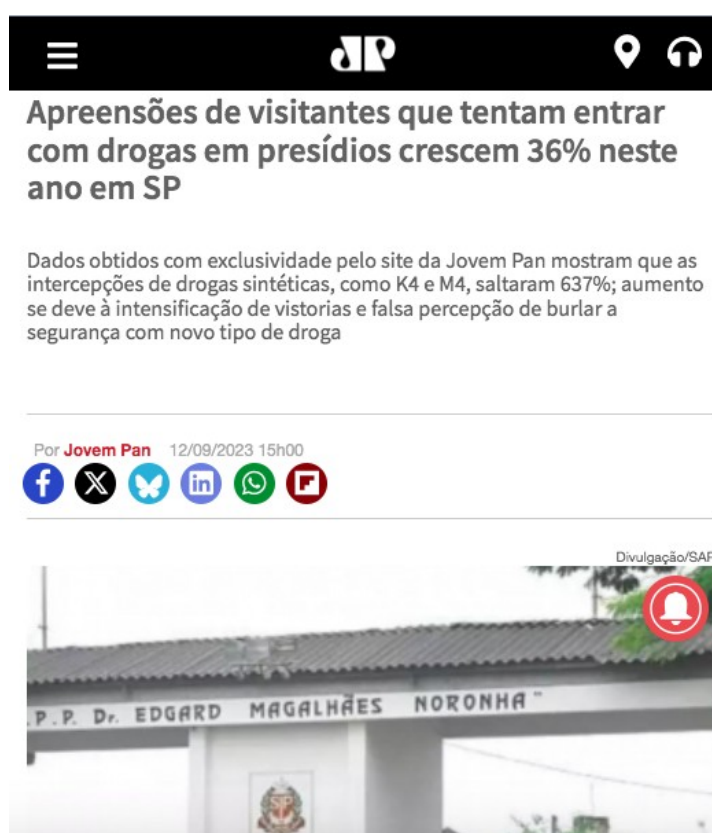 JP
Apreensões de visitantes que tentam entrar
com drogas em presídios crescem 36% neste
ano em SP
Dados obtidos com exclusividade pelo site da Jovem Pan mostram que as
intercepções de drogas sintéticas, como K4 e M4, saltaram 637%; aumento
se deve à intensificação de vistorias e falsa percepção de burlar a
segurança com novo tipo de droga
Por Jovem Pan 12/09/2023 15h00
Divulgação/SAP
P.P. Dr. EDGARD MAGALHÃES NORONHA"
SP